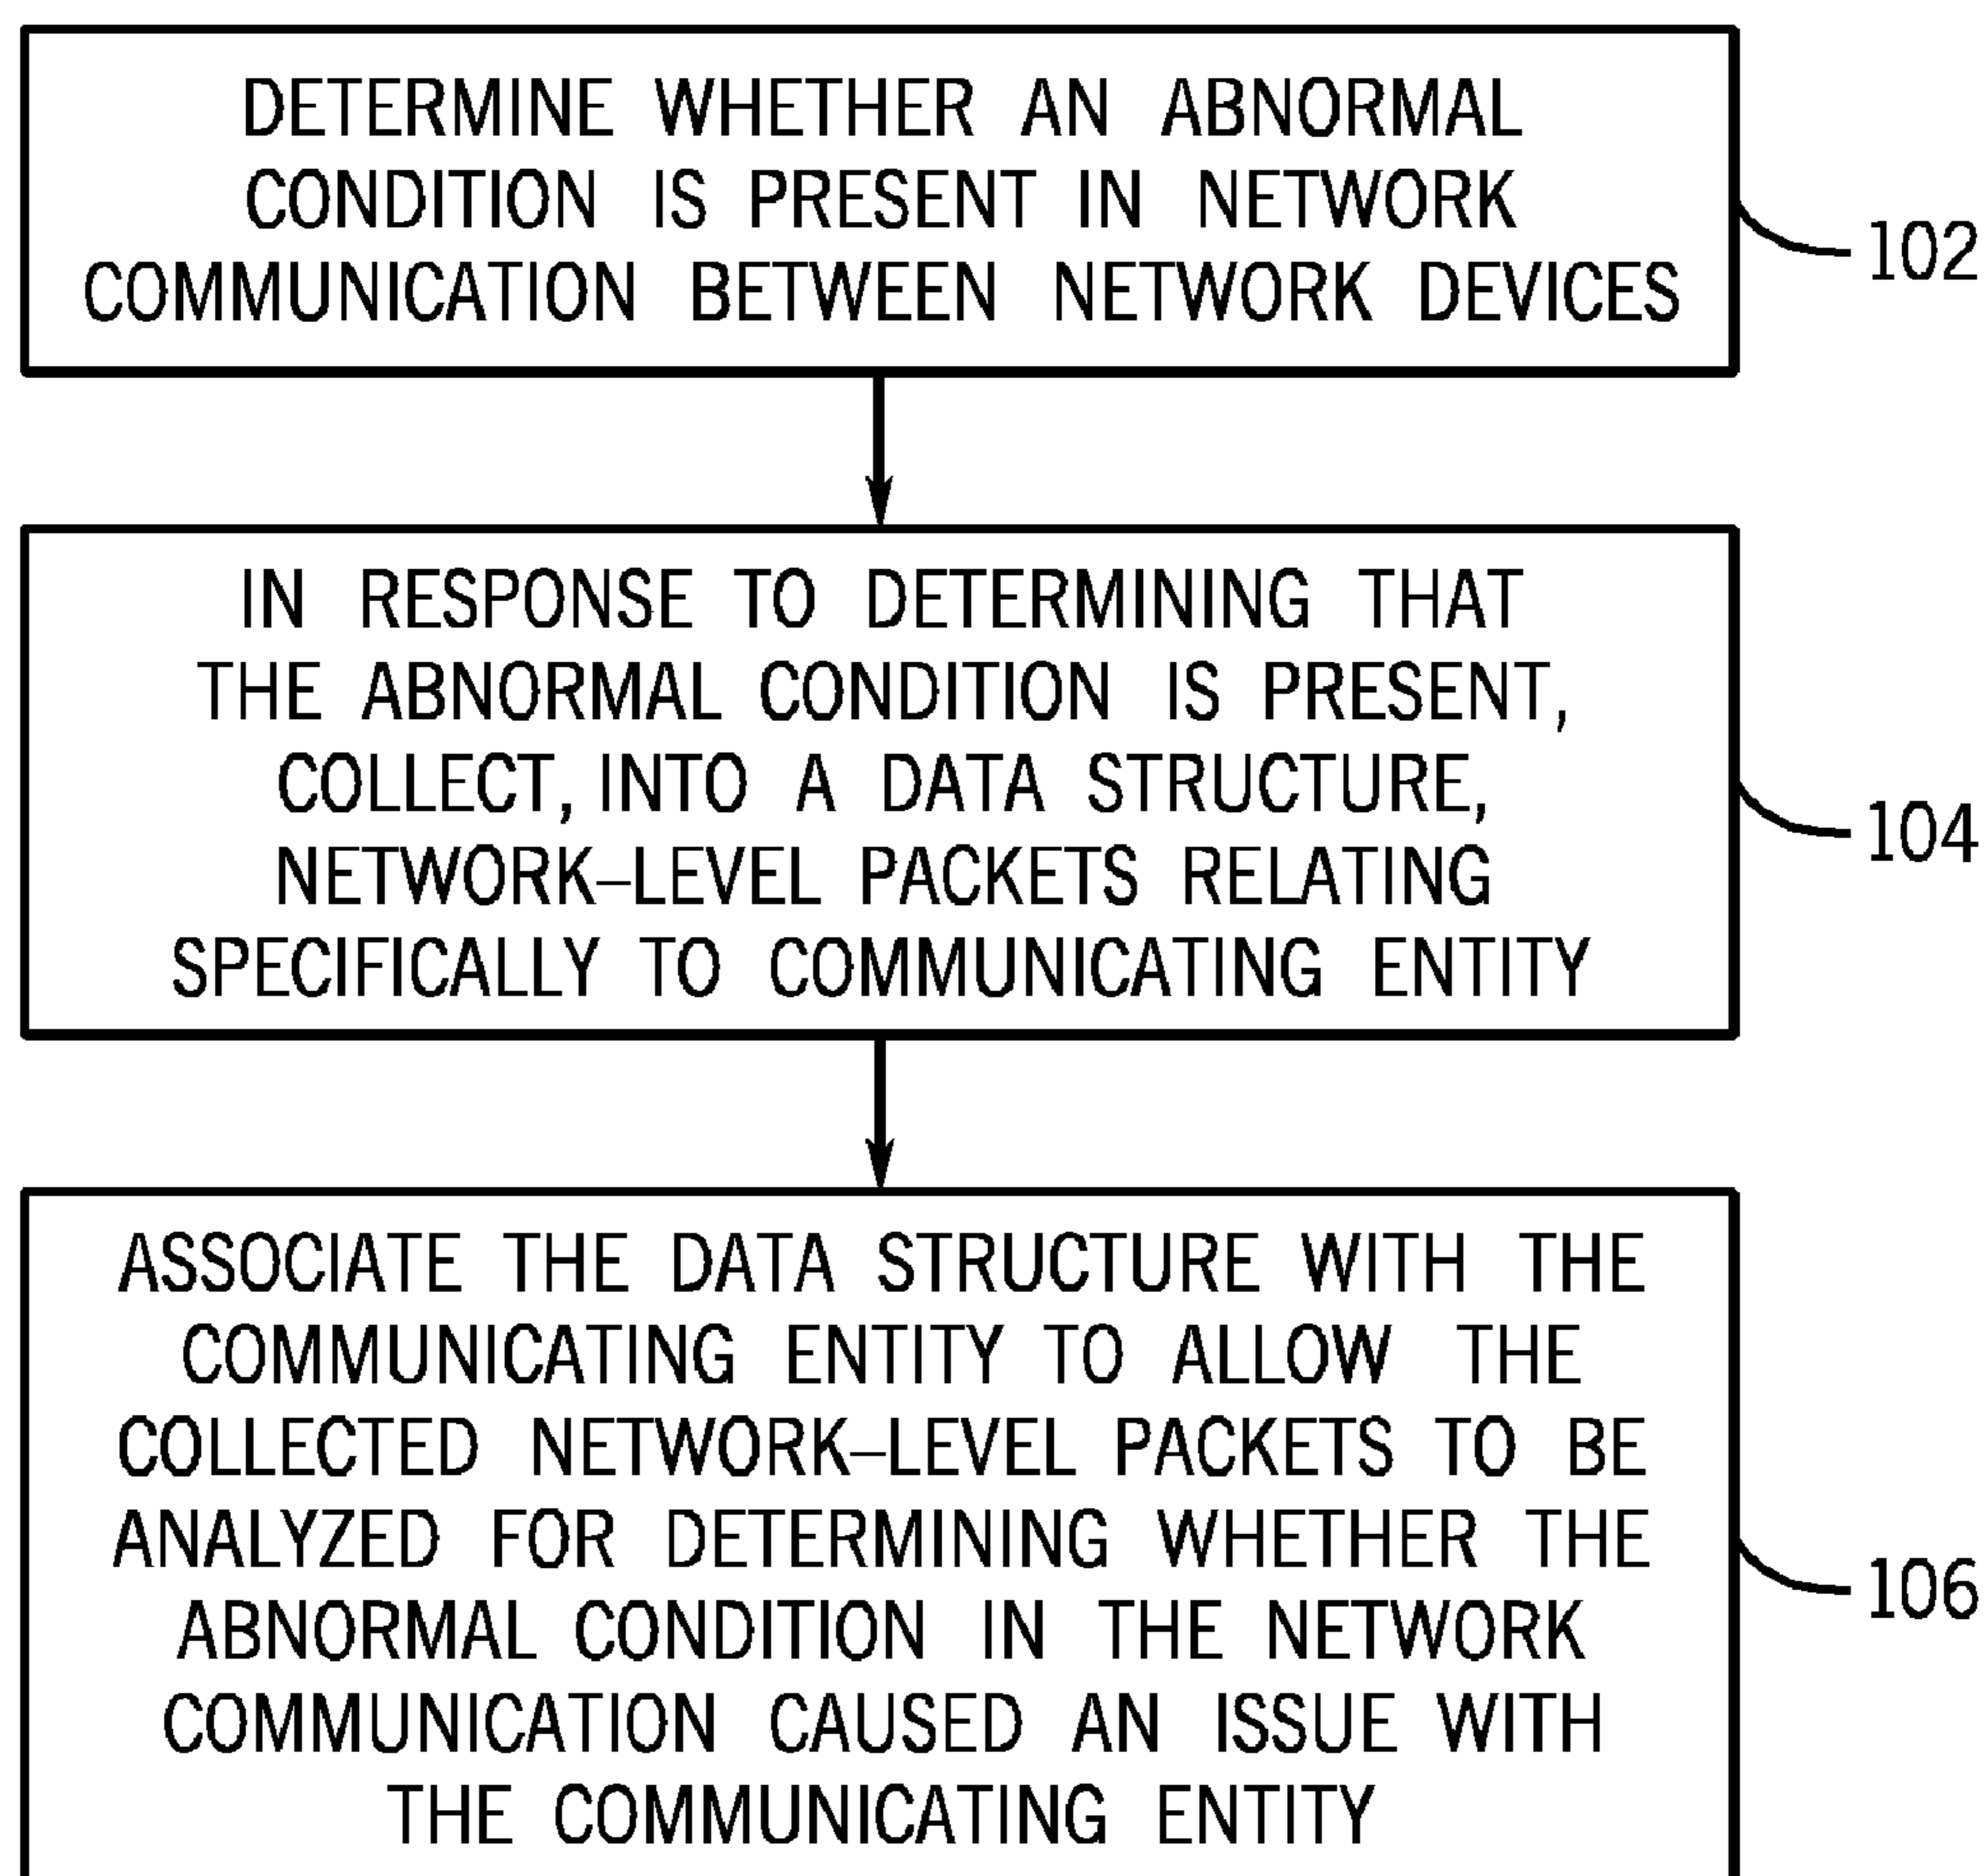 DETERMINE WHETHER AN ABNORMAL
CONDITION IS PRESENT IN NETWORK
COMMUNICATION BETWEEN NETWORK DEVICES
102
IN RESPONSE TO DETERMINING THAT
THE ABNORMAL CONDITION IS PRESENT,
COLLECT, INTO A DATA STRUCTURE,
NETWORK–LEVEL PACKETS RELATING
SPECIFICALLY TO COMMUNICATING ENTITY
104
ASSOCIATE THE DATA STRUCTURE WITH THE
COMMUNICATING ENTITY TO ALLOW THE
COLLECTED NETWORK–LEVEL PACKETS TO BE
ANALYZED FOR DETERMINING WHETHER THE
ABNORMAL CONDITION IN THE NETWORK
COMMUNICATION CAUSED AN ISSUE WITH
THE COMMUNICATING ENTITY
106